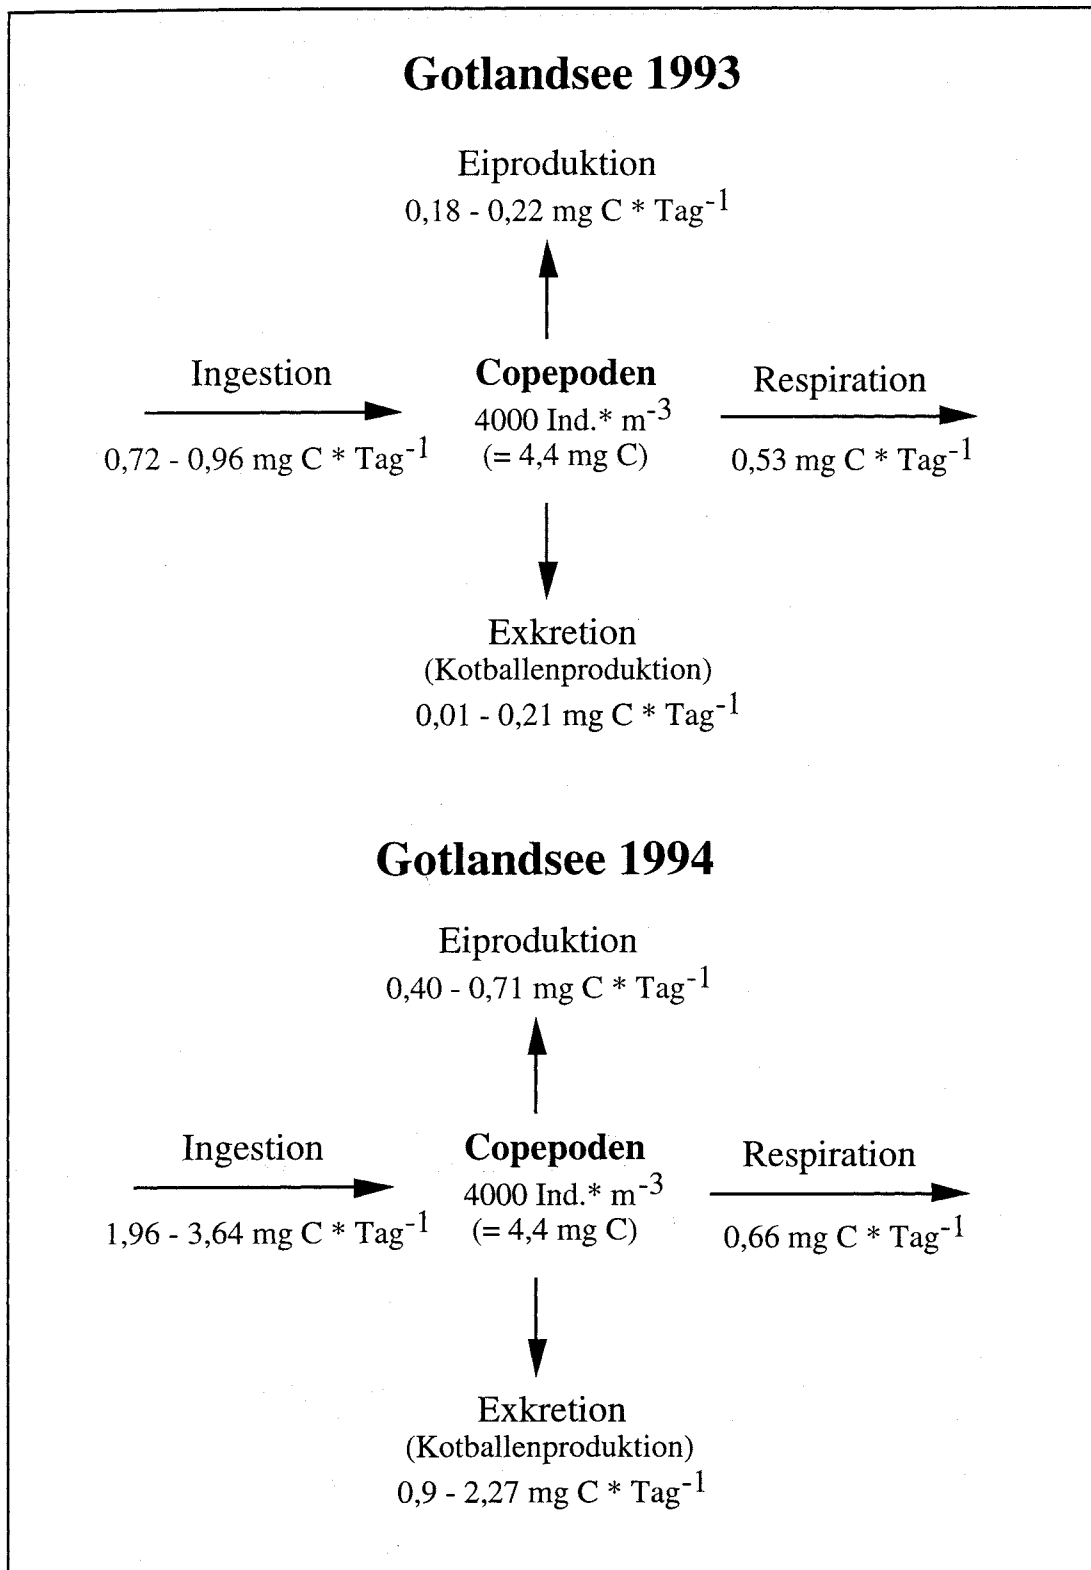 Gotlandsee 1993
Eiproduktion
0,18 - 0,22 mg C * Tag⁻¹
Ingestion
0,72 - 0,96 mg C * Tag⁻¹
Copepoden
4000 Ind.* m⁻³
(= 4,4 mg C)
Respiration
0,53 mg C * Tag⁻¹
Exkretion
(Kotballenproduktion)
0,01 - 0,21 mg C * Tag⁻¹
Gotlandsee 1994
Eiproduktion
0,40 - 0,71 mg C * Tag⁻¹
Ingestion
1,96 - 3,64 mg C * Tag⁻¹
Copepoden
4000 Ind.* m⁻³
(= 4,4 mg C)
Respiration
0,66 mg C * Tag⁻¹
Exkretion
(Kotballenproduktion)
0,9 - 2,27 mg C * Tag⁻¹